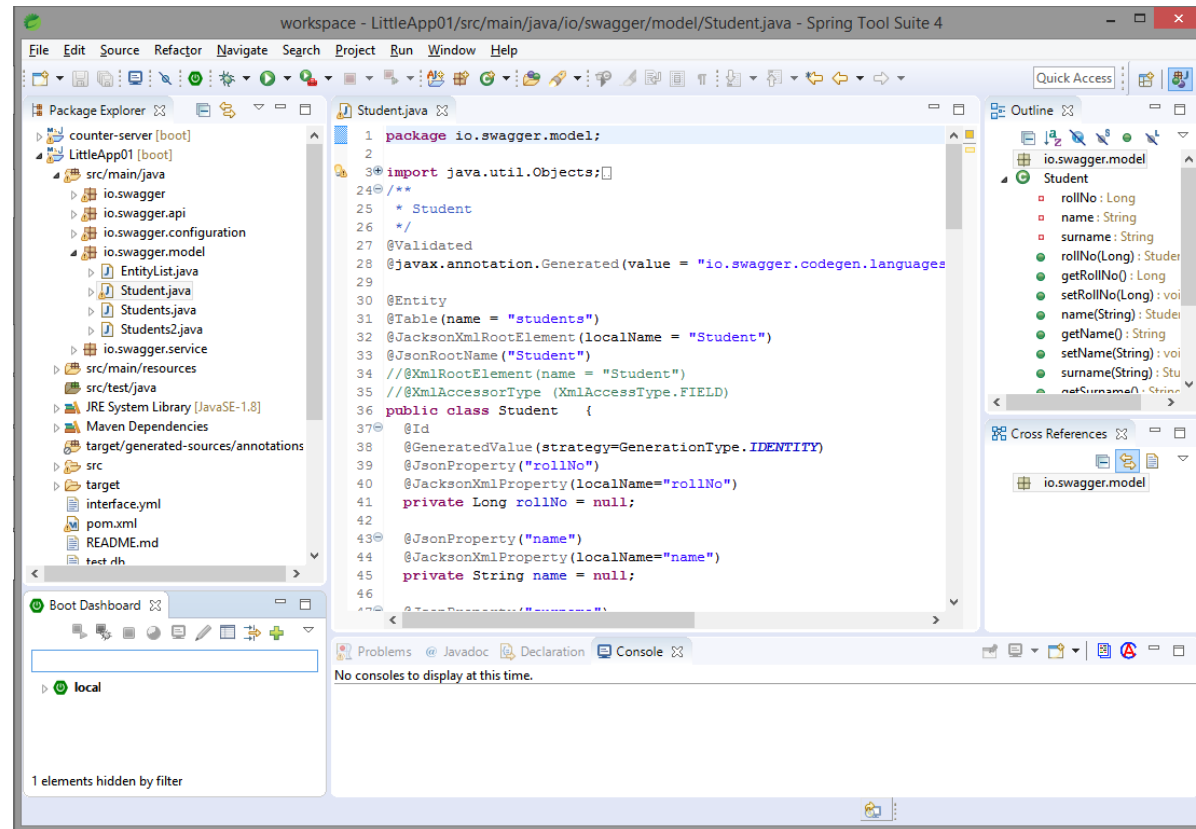 workspace - LittleApp01/src/main/java/io/swagger/model/Student.java - Spring Tool Suite 4
File Edit Source Refactor Navigate Search Project Run Window Help
Quick Access
Package Explorer
counter-server [boot]
LittleApp01 [boot]
src/main/java
io.swagger
io.swagger.api
io.swagger.configuration
io.swagger.model
EntityList.java
Student.java
Students.java
Students2.java
io.swagger.service
src/main/resources
src/test/java
JRE System Library [JavaSE-1.8]
Maven Dependencies
target/generated-sources/annotations
src
target
interface.yml
pom.xml
README.md
test.db
Boot Dashboard
local
1 elements hidden by filter
Student.java
1 package io.swagger.model;
2
3 import java.util.Objects;
24 /**
25 * Student
26 */
27 @Validated
28 @javax.annotation.Generated(value = "io.swagger.codegen.languages
29
30 @Entity
31 @Table(name = "students")
32 @JacksonXmlRootElement(localName = "Student")
33 @JsonRootName("Student")
34 //@XmlRootElement(name = "Student")
35 //@XmlAccessorType (XmlAccessType.FIELD)
36 public class Student {
37 @Id
38 @GeneratedValue(strategy=GenerationType.IDENTITY)
39 @JsonProperty("rollNo")
40 @JacksonXmlProperty(localName="rollNo")
41 private Long rollNo = null;
42
43 @JsonProperty("name")
44 @JacksonXmlProperty(localName="name")
45 private String name = null;
46
47 @JsonProperty("surname")
Problems @ Javadoc Declaration Console
No consoles to display at this time.
Outline
io.swagger.model
Student
rollNo : Long
name : String
surname : String
rollNo(Long) : Studen
getRollNo() : Long
setRollNo(Long) : voi
name(String) : Studen
getName() : String
setName(String) : voi
surname(String) : Stu
getSurname() : String
Cross References
io.swagger.model